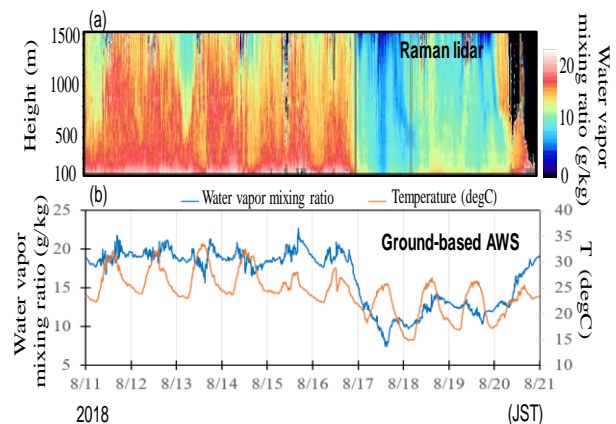 (a)
Raman lidar
Height (m)
1500
1000
500
100
20
10
0
Water vapor
mixing ratio (g/kg)
(b)
Water vapor mixing ratio
Temperature (degC)
Ground-based AWS
Water vapor
mixing ratio (g/kg)
25
20
15
10
5
40
35
30
25
20
15
10
T (degC)
8/11 8/12 8/13 8/14 8/15 8/16 8/17 8/18 8/19 8/20 8/21
2018
(JST)